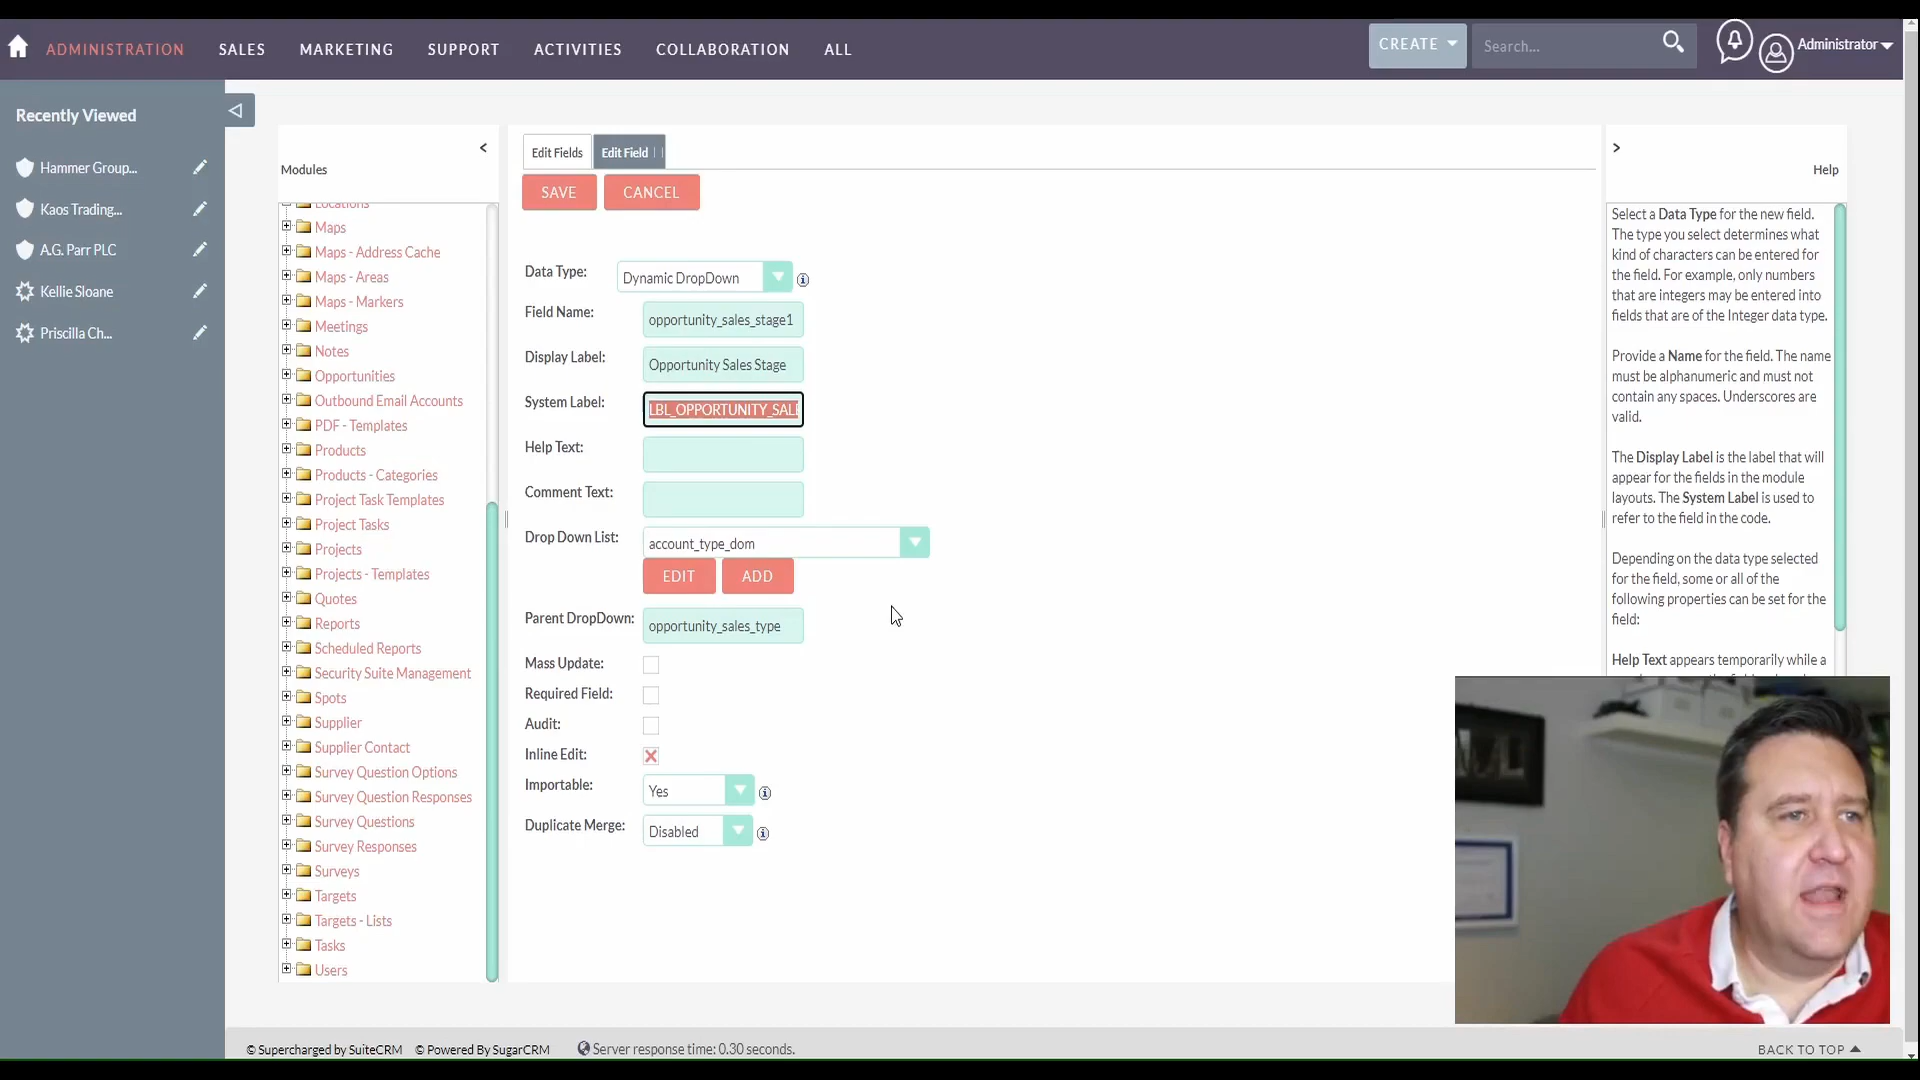 ADMINISTRATION
SALES
MARKETING
SUPPORT
ACTIVITIES
COLLABORATION
ALL
CREATE
Search...
Administrator
Recently Viewed
Hammer Group...
Kaos Trading...
A.G. Parr PLC
Kellie Sloane
Priscilla Ch...
Modules
Locations
Maps
Maps - Address Cache
Maps - Areas
Maps - Markers
Meetings
Notes
Opportunities
Outbound Email Accounts
PDF - Templates
Products
Products - Categories
Project Task Templates
Project Tasks
Projects
Projects - Templates
Quotes
Reports
Scheduled Reports
Security Suite Management
Spots
Supplier
Supplier Contact
Survey Question Options
Survey Question Responses
Survey Questions
Survey Responses
Surveys
Targets
Targets - Lists
Tasks
Users
Edit Fields
Edit Field
SAVE
CANCEL
Data Type: Dynamic DropDown
Field Name: opportunity_sales_stage1
Display Label: Opportunity Sales Stage
System Label: LBL_OPPORTUNITY_SALE
Help Text:
Comment Text:
Drop Down List: account_type_dom
EDIT
ADD
Parent DropDown: opportunity_sales_type
Mass Update:
Required Field:
Audit:
Inline Edit:
Importable: Yes
Duplicate Merge: Disabled
Help
Select a Data Type for the new field.
The type you select determines what
kind of characters can be entered for
the field. For example, only numbers
that are integers may be entered into
fields that are of the Integer data type.
Provide a Name for the field. The name
must be alphanumeric and must not
contain any spaces. Underscores are
valid.
The Display Label is the label that will
appear for the fields in the module
layouts. The System Label is used to
refer to the field in the code.
Depending on the data type selected
for the field, some or all of the
following properties can be set for the
field:
Help Text appears temporarily while a
© Supercharged by SuiteCRM
© Powered By SugarCRM
Server response time: 0.30 seconds.
BACK TO TOP